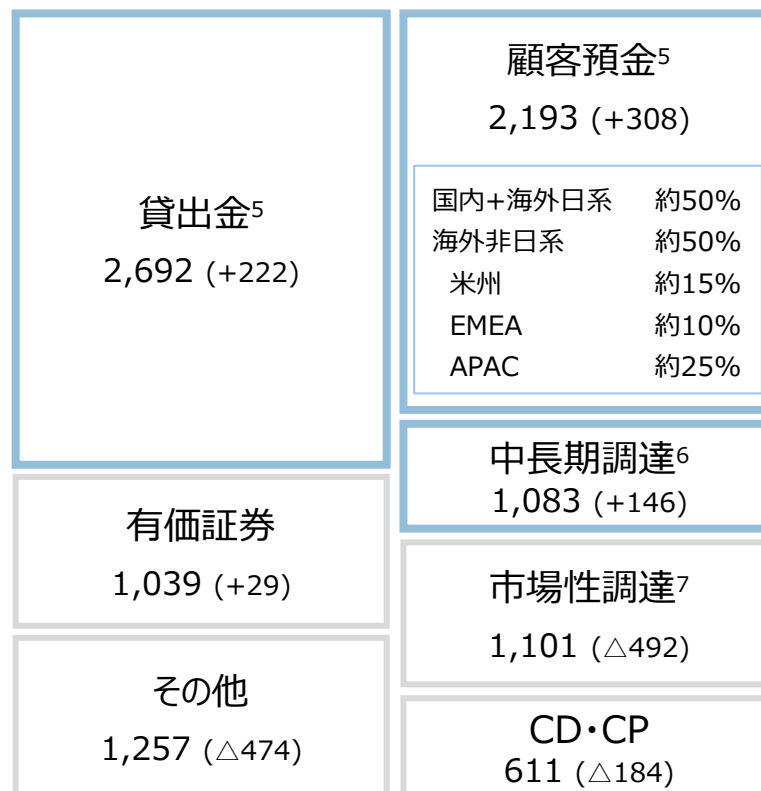 貸出金5
2,692 (+222)
有価証券
1,039 (+29)
その他
1,257 (△474)
顧客預金5
2,193 (+308)
国内+海外日系 約50%
海外非日系 約50%
米州 約15%
EMEA 約10%
APAC 約25%
中長期調達6
1,083 (+146)
市場性調達7
1,101 (△492)
CD・CP
611 (△184)